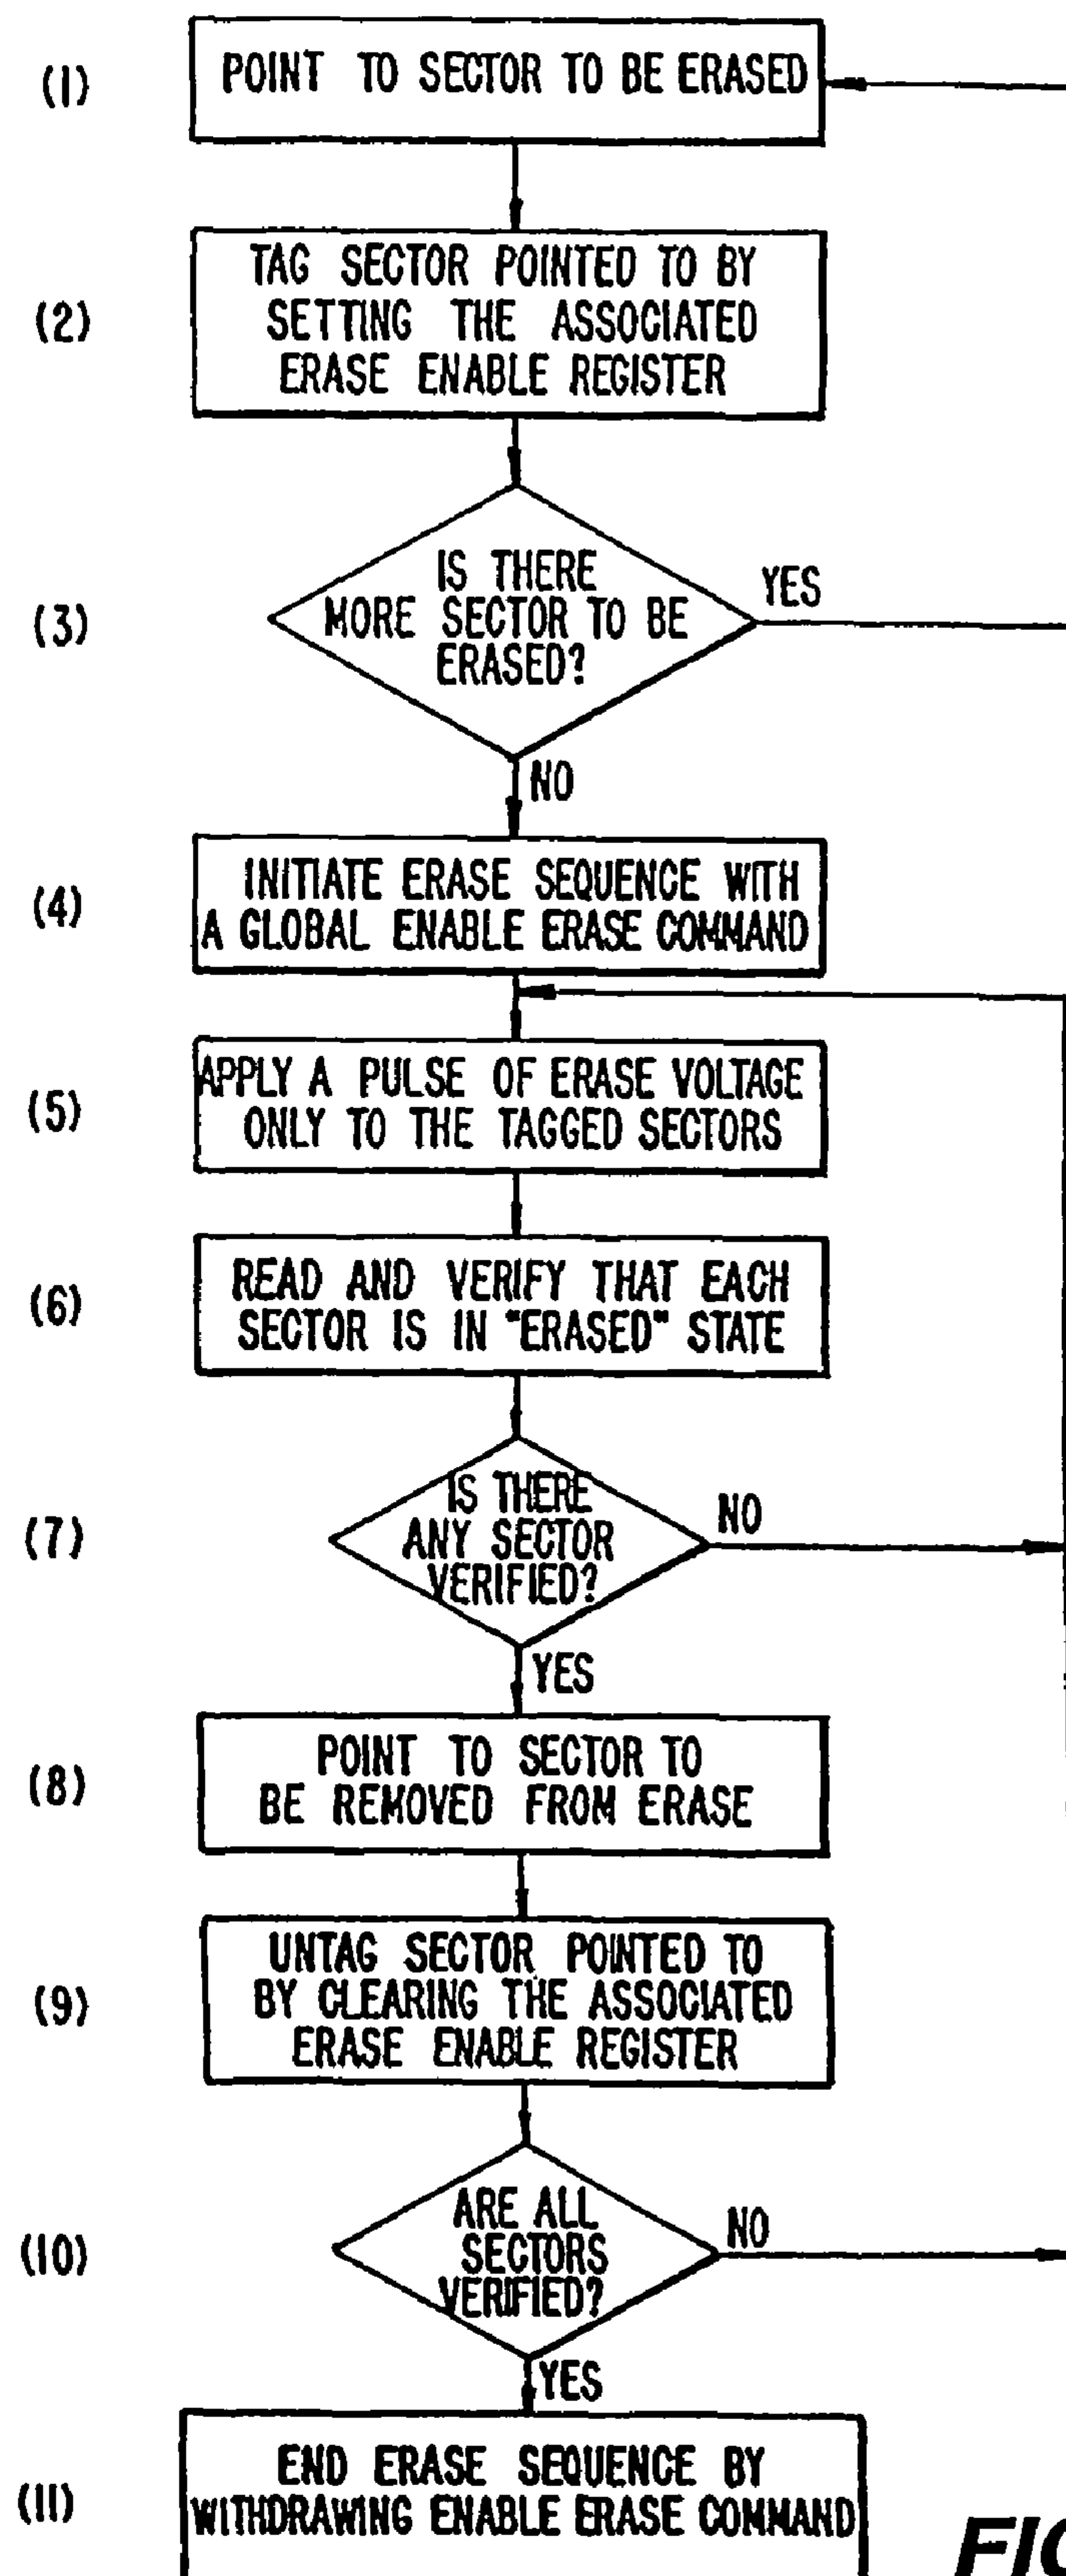 (1)
POINT TO SECTOR TO BE ERASED
(2)
TAG SECTOR POINTED TO BY
SETTING THE ASSOCIATED
ERASE ENABLE REGISTER
(3)
IS THERE
MORE SECTOR TO BE
ERASED?
YES
NO
(4)
INITIATE ERASE SEQUENCE WITH
A GLOBAL ENABLE ERASE COMMAND
(5)
APPLY A PULSE OF ERASE VOLTAGE
ONLY TO THE TAGGED SECTORS
(6)
READ AND VERIFY THAT EACH
SECTOR IS IN "ERASED" STATE
(7)
IS THERE
ANY SECTOR
VERIFIED?
NO
YES
(8)
POINT TO SECTOR TO
BE REMOVED FROM ERASE
(9)
UNTAG SECTOR POINTED TO
BY CLEARING THE ASSOCIATED
ERASE ENABLE REGISTER
(10)
ARE ALL
SECTORS
VERIFIED?
NO
YES
(11)
END ERASE SEQUENCE BY
WITHDRAWING ENABLE ERASE COMMAND